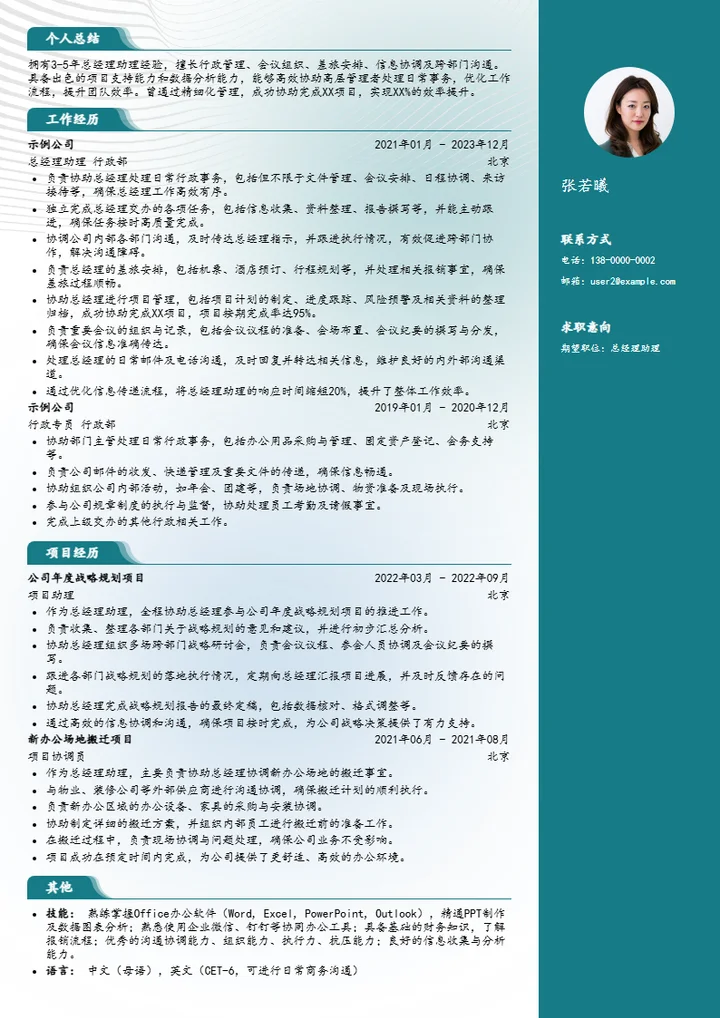 个人总结
拥有3-5年总经理助理经验，擅长行政管理、会议组织、差旅安排、信息协调及跨部门沟通。
具备出色的项目支持能力和数据分析能力，能够高效协助高层管理者处理日常事务，优化工作
流程，提升团队效率。曾通过精细化管理，成功协助完成XX项目，实现XX%的效率提升。
工作经历
示例公司 2021年01月 - 2023年12月
总经理助理 行政部 北京
• 负责协助总经理处理日常行政事务，包括但不限于文件管理、会议安排、日程协调、来访
接待等，确保总经理工作高效有序。
• 独立完成总经理交办的各项任务，包括信息收集、资料整理、报告撰写等，并能主动跟
进，确保任务按时高质量完成。
• 协调公司内部各部门沟通，及时传达总经理指示，并跟进执行情况，有效促进跨部门协
作，解决沟通障碍。
• 负责总经理的差旅安排，包括机票、酒店预订、行程规划等，并处理相关报销事宜，确保
差旅过程顺畅。
• 协助总经理进行项目管理，包括项目计划的制定、进度跟踪、风险预警及相关资料的整理
归档，成功协助完成XX项目，项目按期完成率达95%。
• 负责重要会议的组织与记录，包括会议议程的准备、会场布置、会议纪要的撰写与分发，
确保会议信息准确传达。
• 处理总经理的日常邮件及电话沟通，及时回复并转达相关信息，维护良好的内外部沟通渠
道。
• 通过优化信息传递流程，将总经理助理的响应时间缩短20%，提升了整体工作效率。
示例公司 2019年01月 - 2020年12月
行政专员 行政部 北京
• 协助部门主管处理日常行政事务，包括办公用品采购与管理、固定资产登记、会务支持
等。
• 负责公司邮件的收发、快递管理及重要文件的传递，确保信息畅通。
• 协助组织公司内部活动，如年会、团建等，负责场地协调、物资准备及现场执行。
• 参与公司规章制度的执行与监督，协助处理员工考勤及请假事宜。
• 完成上级交办的其他行政相关工作。
项目经历
公司年度战略规划项目 2022年03月 - 2022年09月
项目助理 北京
• 作为总经理助理，全程协助总经理参与公司年度战略规划项目的推进工作。
• 负责收集、整理各部门关于战略规划的意见和建议，并进行初步汇总分析。
• 协助总经理组织多场跨部门战略研讨会，负责会议议程、参会人员协调及会议纪要的撰
写。
• 跟进各部门战略规划的落地执行情况，定期向总经理汇报项目进展，并及时反馈存在的问
题。
• 协助总经理完成战略规划报告的最终定稿，包括数据核对、格式调整等。
• 通过高效的信息协调和沟通，确保项目按时完成，为公司战略决策提供了有力支持。
新办公场地搬迁项目 2021年06月 - 2021年08月
项目协调员 北京
• 作为总经理助理，主要负责协助总经理协调新办公场地的搬迁事宜。
• 与物业、装修公司等外部供应商进行沟通协调，确保搬迁计划的顺利执行。
• 负责新办公区域的办公设备、家具的采购与安装协调。
• 协助制定详细的搬迁方案，并组织内部员工进行搬迁前的准备工作。
• 在搬迁过程中，负责现场协调与问题处理，确保公司业务不受影响。
• 项目成功在预定时间内完成，为公司提供了更舒适、高效的办公环境。
其他
• 技能： 熟练掌握Office办公软件（Word, Excel, PowerPoint, Outlook），精通PPT制作
及数据图表分析；熟悉使用企业微信、钉钉等协同办公工具；具备基础的财务知识，了解
报销流程；优秀的沟通协调能力、组织能力、执行力、抗压能力；良好的信息收集与分析
能力。
• 语言： 中文（母语），英文（CET-6，可进行日常商务沟通）
张若曦
联系方式
电话：138-0000-0002
邮箱：user2@example.com
求职意向
期望职位：总经理助理